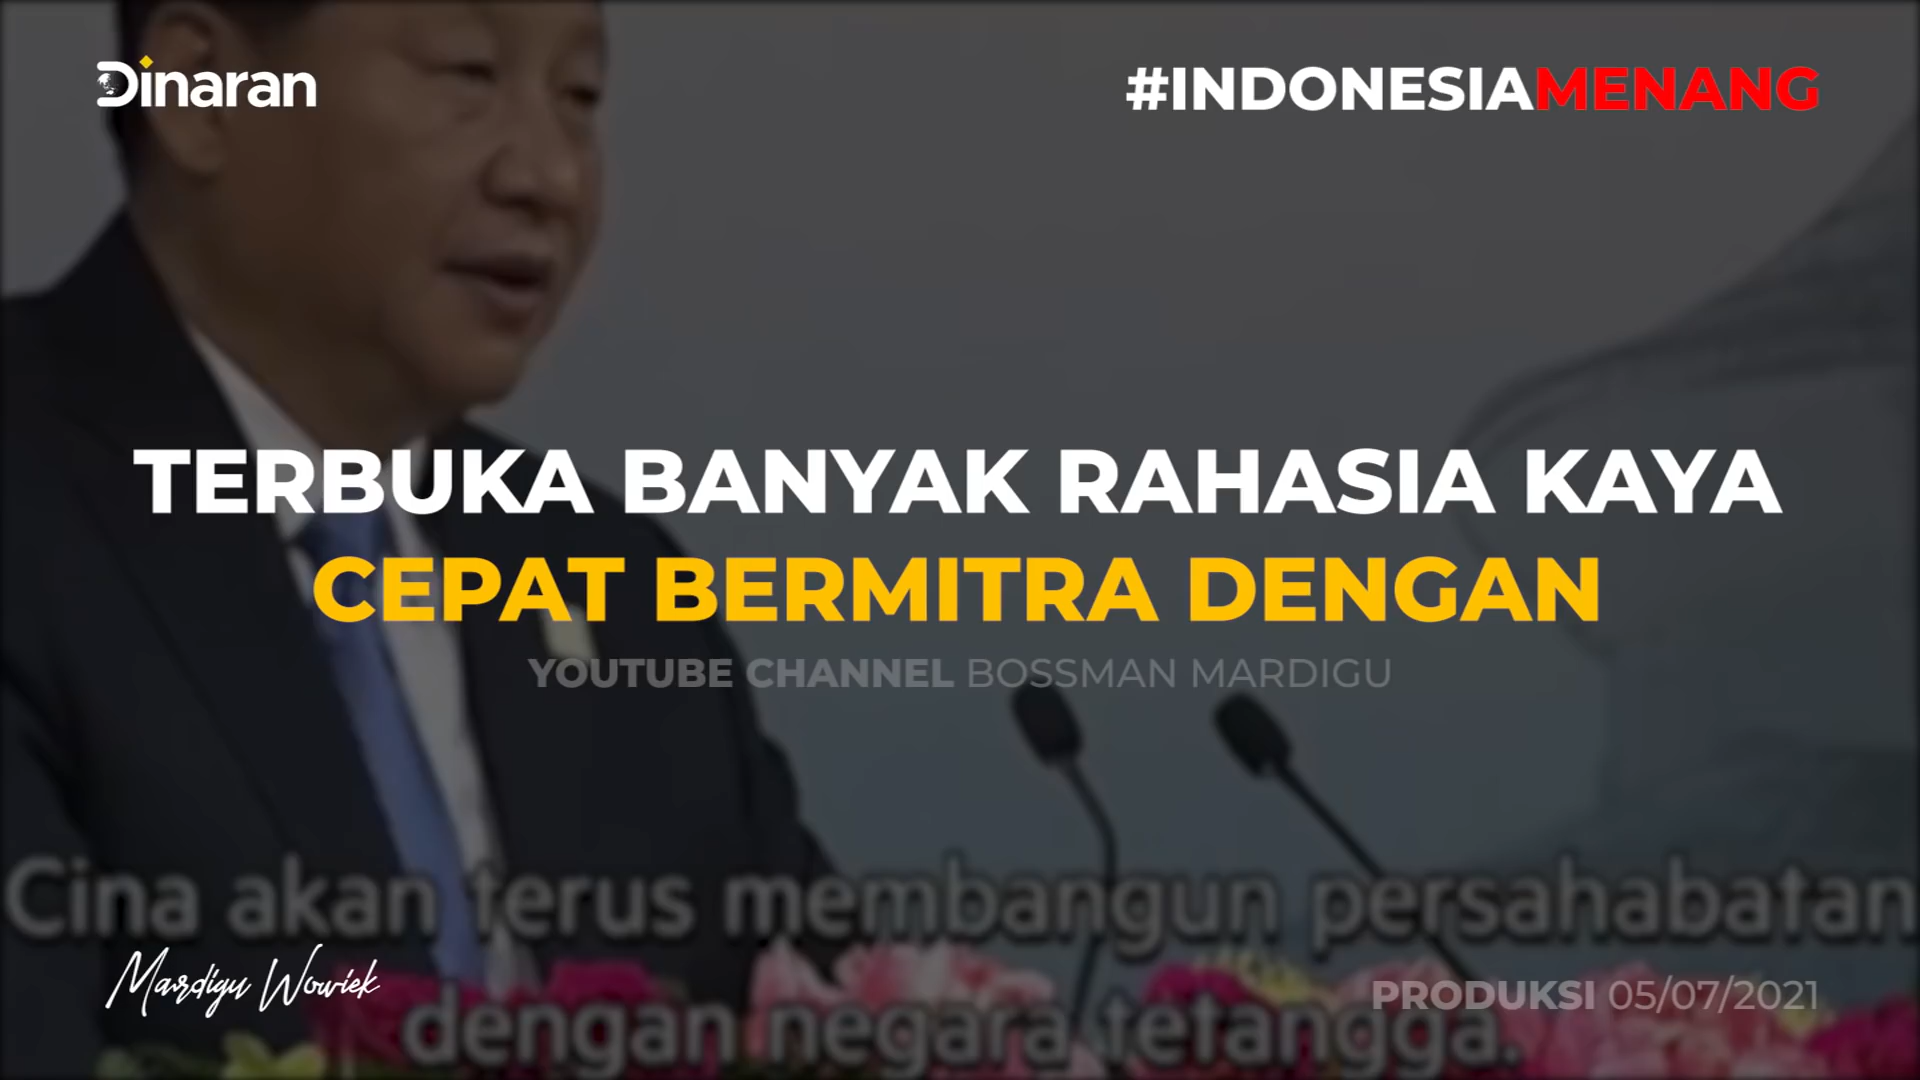 Dinaran
#INDONESIAMENANG
TERBUKA BANYAK RAHASIA KAYA
CEPAT BERMITRA DENGAN
YOUTUBE CHANNEL BOSSMAN MARDIGU
Cina akan terus membangun persahabatan
Mardigu Wowiek
PRODUKSI 05/07/2021
dengan negara tetangga.